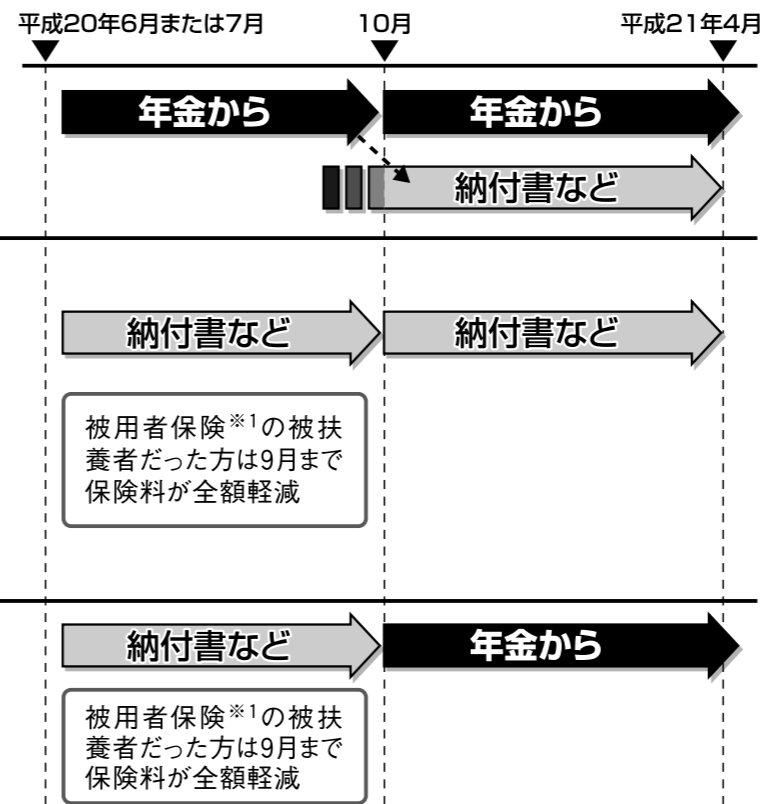 平成20年6月または7月 10月 平成21年4月
年金から 年金から
納付書など
納付書など 納付書など
被用者保険※1の被扶
養者だった方は9月まで
保険料が全額軽減
納付書など 年金から
被用者保険※1の被扶
養者だった方は9月まで
保険料が全額軽減